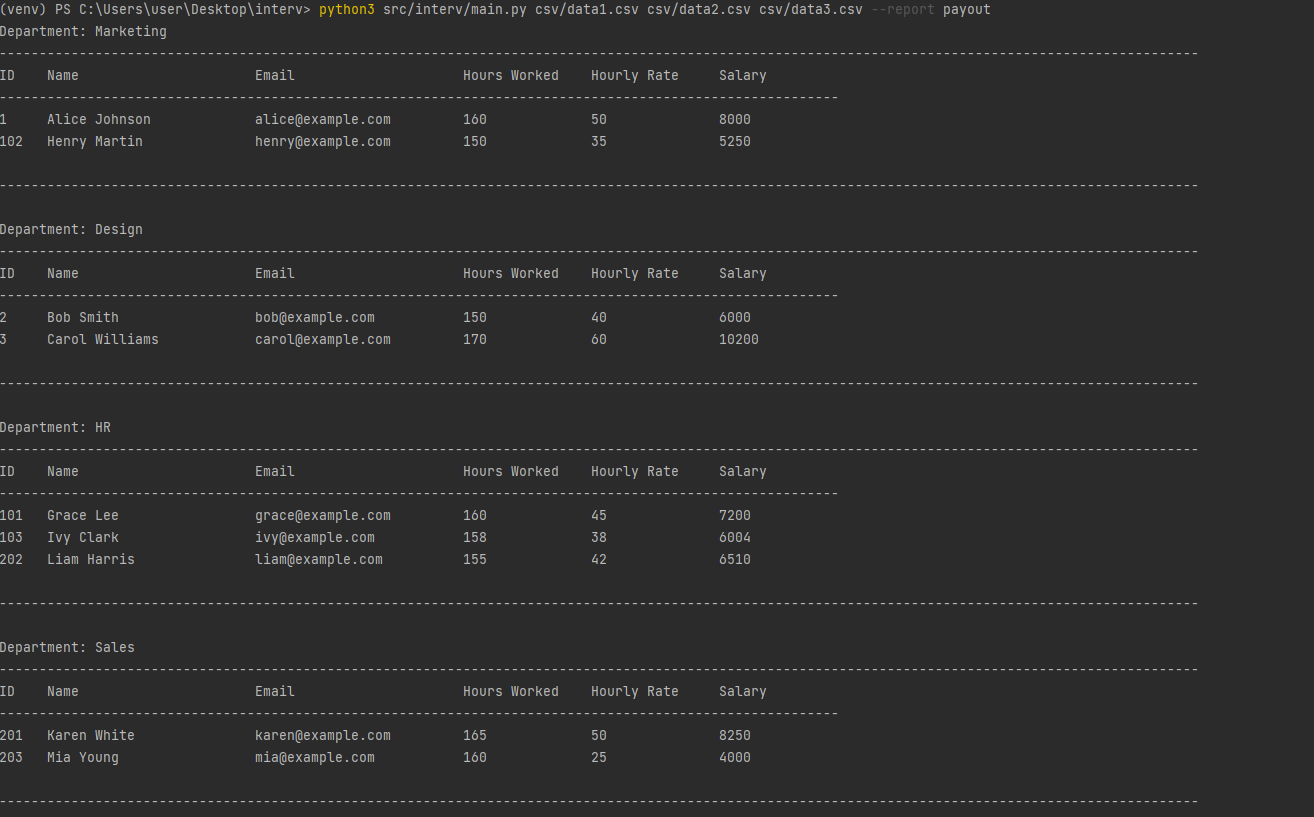 (venv) PS C:\Users\user\Desktop\interv> python3 src/interv/main.py csv/data1.csv csv/data2.csv csv/data3.csv --report payout
Department: Marketing
------------------------------------------------------------------------------------------------------------------------------------------------------
ID    Name                      Email                     Hours Worked    Hourly Rate     Salary
---------------------------------------------------------------------------------------------------------
1     Alice Johnson             alice@example.com         160             50              8000
102   Henry Martin              henry@example.com         150             35              5250
------------------------------------------------------------------------------------------------------------------------------------------------------
Department: Design
------------------------------------------------------------------------------------------------------------------------------------------------------
ID    Name                      Email                     Hours Worked    Hourly Rate     Salary
---------------------------------------------------------------------------------------------------------
2     Bob Smith                 bob@example.com           150             40              6000
3     Carol Williams            carol@example.com         170             60              10200
------------------------------------------------------------------------------------------------------------------------------------------------------
Department: HR
------------------------------------------------------------------------------------------------------------------------------------------------------
ID    Name                      Email                     Hours Worked    Hourly Rate     Salary
---------------------------------------------------------------------------------------------------------
101   Grace Lee                 grace@example.com         160             45              7200
103   Ivy Clark                 ivy@example.com           158             38              6004
202   Liam Harris               liam@example.com          155             42              6510
------------------------------------------------------------------------------------------------------------------------------------------------------
Department: Sales
------------------------------------------------------------------------------------------------------------------------------------------------------
ID    Name                      Email                     Hours Worked    Hourly Rate     Salary
---------------------------------------------------------------------------------------------------------
201   Karen White               karen@example.com         165             50              8250
203   Mia Young                 mia@example.com           160             25              4000
------------------------------------------------------------------------------------------------------------------------------------------------------